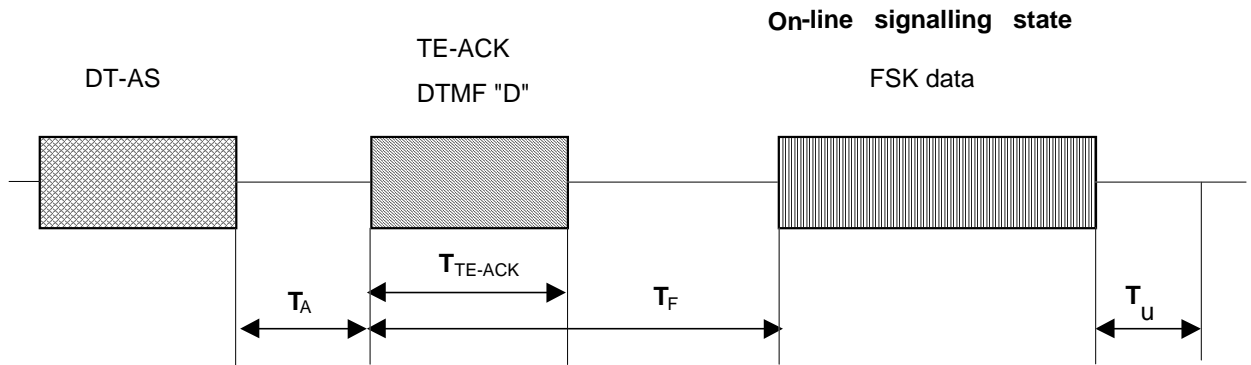 On-line signalling state
TE-ACK
DT-AS
DTMF "D"
FSK data
TTE-ACK
TA
TF
Tu